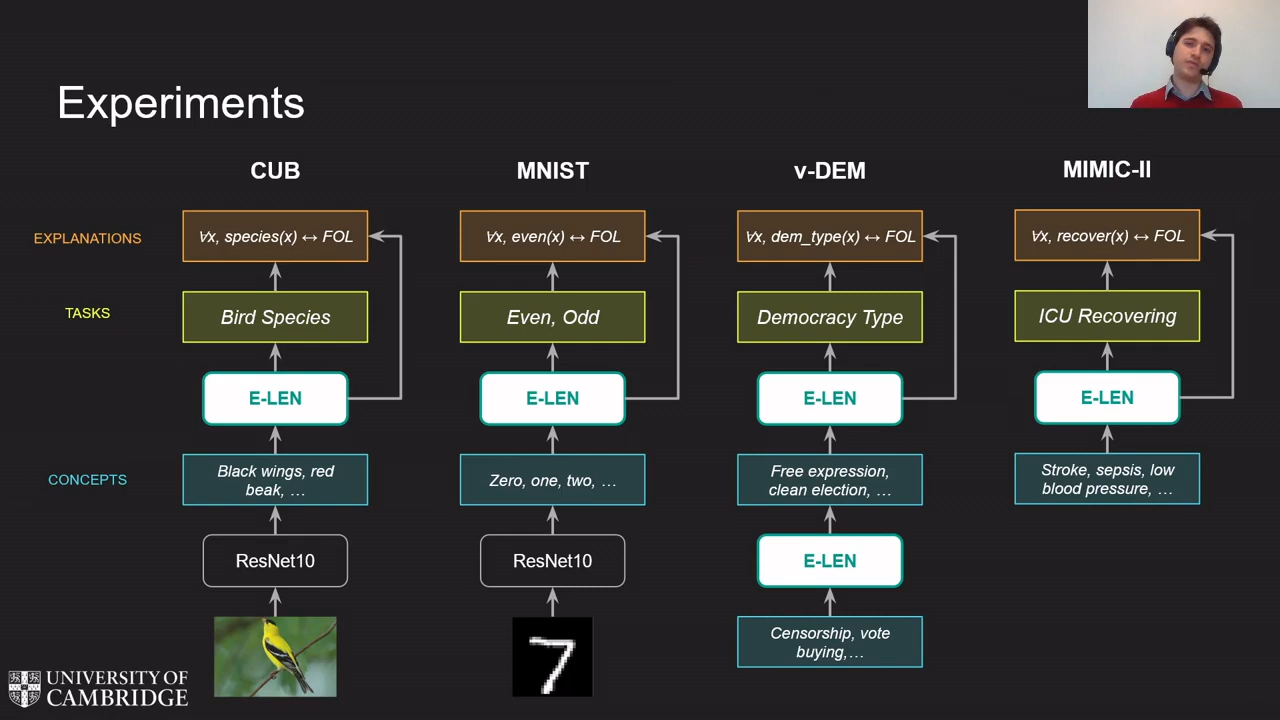 Experiments
CUB
MNIST
v-DEM
MIMIC-II
EXPLANATIONS
∀x, species(x) ↔ FOL
∀x, even(x) ↔ FOL
∀x, dem_type(x) ↔ FOL
∀x, recover(x) ↔ FOL
TASKS
Bird Species
Even, Odd
Democracy Type
ICU Recovering
E-LEN
E-LEN
E-LEN
E-LEN
CONCEPTS
Black wings, red
beak, …
Zero, one, two, …
Free expression,
clean election, …
Stroke, sepsis, low
blood pressure, …
ResNet10
ResNet10
E-LEN
7
Censorship, vote
buying,…
UNIVERSITY OF
CAMBRIDGE